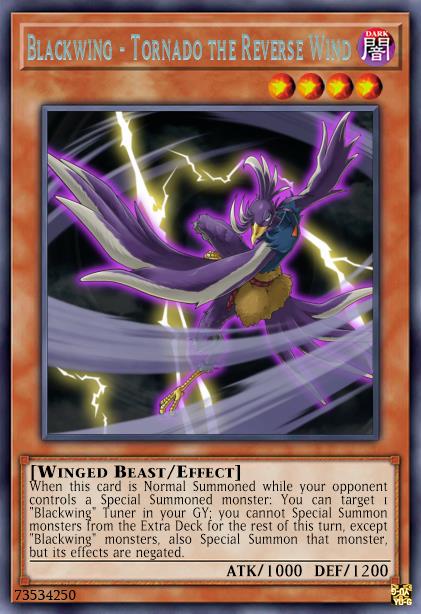 Blackwing - Tornado the Reverse Wind
DARK
闇
[Winged Beast/Effect]
When this card is Normal Summoned while your opponent
controls a Special Summoned monster: You can target 1
"Blackwing" Tuner in your GY; you cannot Special Summon
monsters from the Extra Deck for the rest of this turn, except
"Blackwing" monsters, also Special Summon that monster,
but its effects are negated.
ATK/1000 DEF/1200
73534250